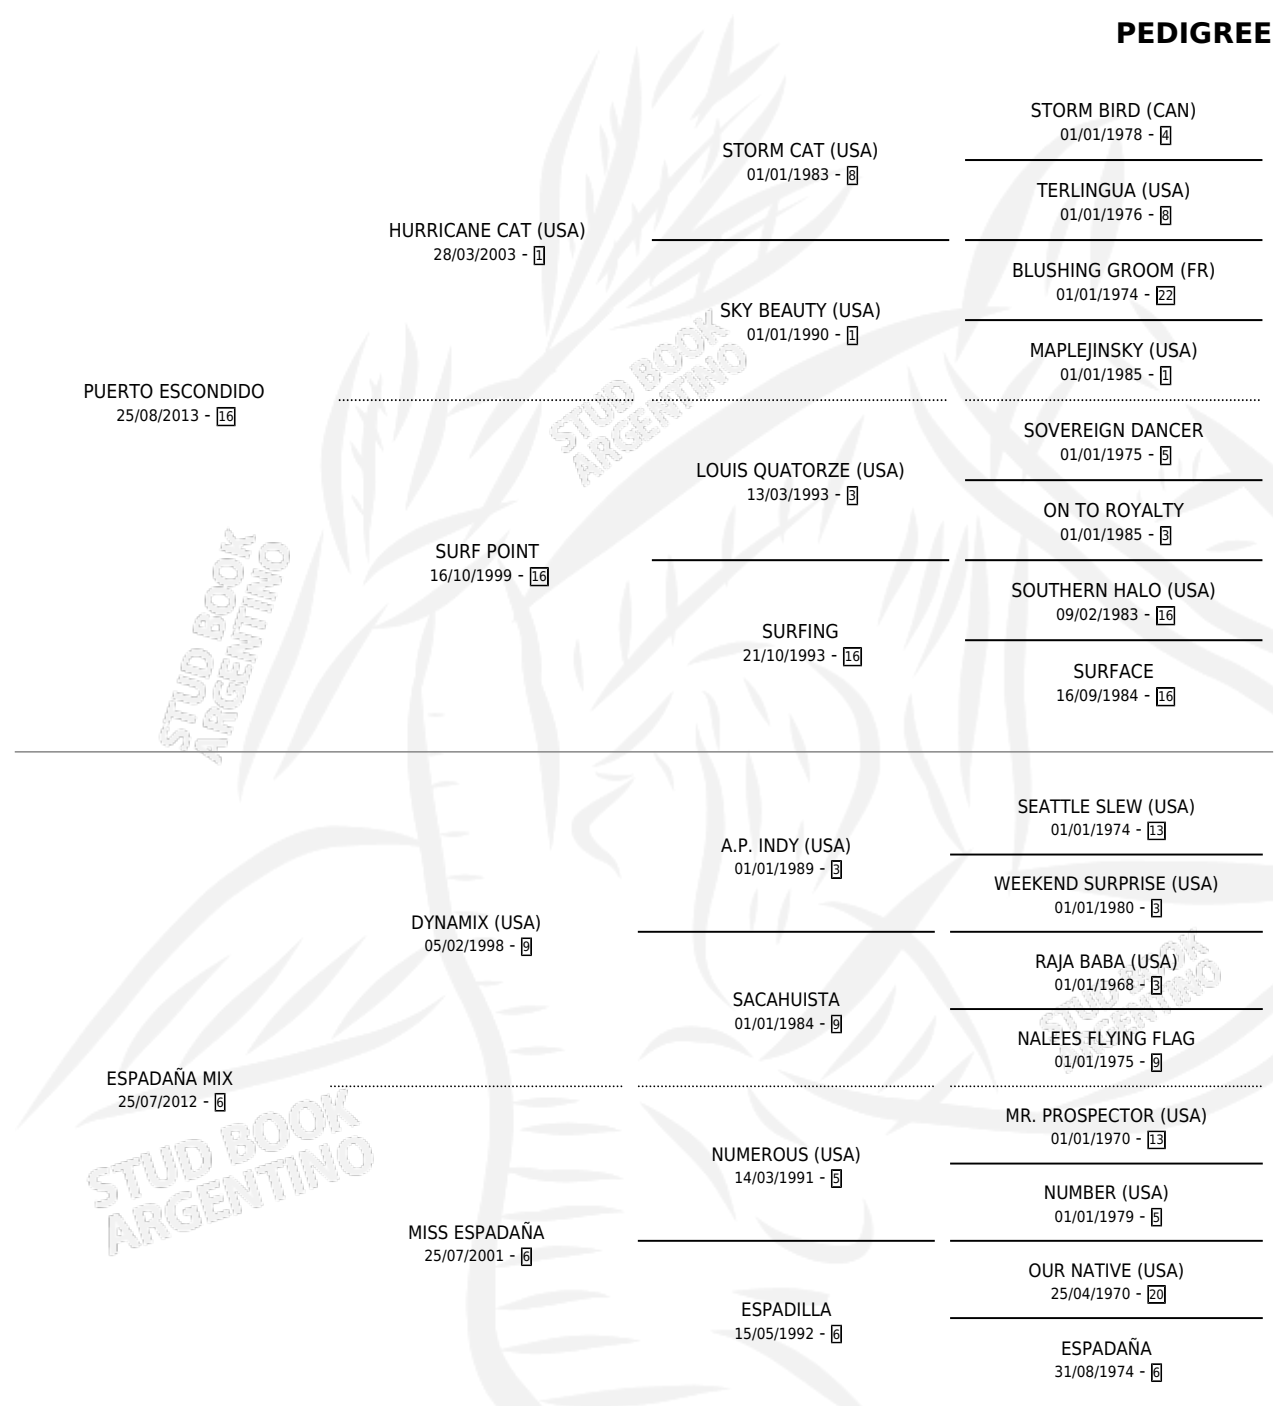 PEDIGREE
STORM BIRD (CAN)
01/01/1978 - 4
STORM CAT (USA)
01/01/1983 - 8
TERLINGUA (USA)
01/01/1976 - 8
HURRICANE CAT (USA)
28/03/2003 - 1
BLUSHING GROOM (FR)
01/01/1974 - 22
SKY BEAUTY (USA)
01/01/1990 - 1
MAPLEJINSKY (USA)
01/01/1985 - 1
PUERTO ESCONDIDO
25/08/2013 - 16
SOVEREIGN DANCER
01/01/1975 - 5
LOUIS QUATORZE (USA)
13/03/1993 - 3
ON TO ROYALTY
01/01/1985 - 3
SURF POINT
16/10/1999 - 16
SOUTHERN HALO (USA)
09/02/1983 - 16
SURFING
21/10/1993 - 16
SURFACE
16/09/1984 - 16
STUD BOOK
ARGENTINO
STUD BOOK
ARGENTINO
SEATTLE SLEW (USA)
01/01/1974 - 13
A.P. INDY (USA)
01/01/1989 - 3
WEEKEND SURPRISE (USA)
01/01/1980 - 3
DYNAMIX (USA)
05/02/1998 - 9
RAJA BABA (USA)
01/01/1968 - 3
SACAHUISTA
01/01/1984 - 9
NALEES FLYING FLAG
01/01/1975 - 9
ESPADAÑA MIX
25/07/2012 - 6
MR. PROSPECTOR (USA)
01/01/1970 - 13
NUMEROUS (USA)
14/03/1991 - 5
NUMBER (USA)
01/01/1979 - 5
MISS ESPADAÑA
25/07/2001 - 6
OUR NATIVE (USA)
25/04/1970 - 20
ESPADILLA
15/05/1992 - 6
ESPADAÑA
31/08/1974 - 6
STUD BOOK
ARGENTINO
STUD BOOK
ARGENTINO